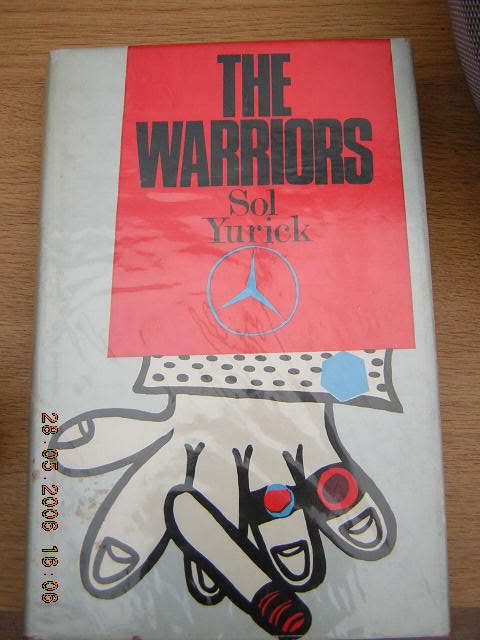 THE
WARRIORS
Sol
Yurick
28.05.2006 16:06